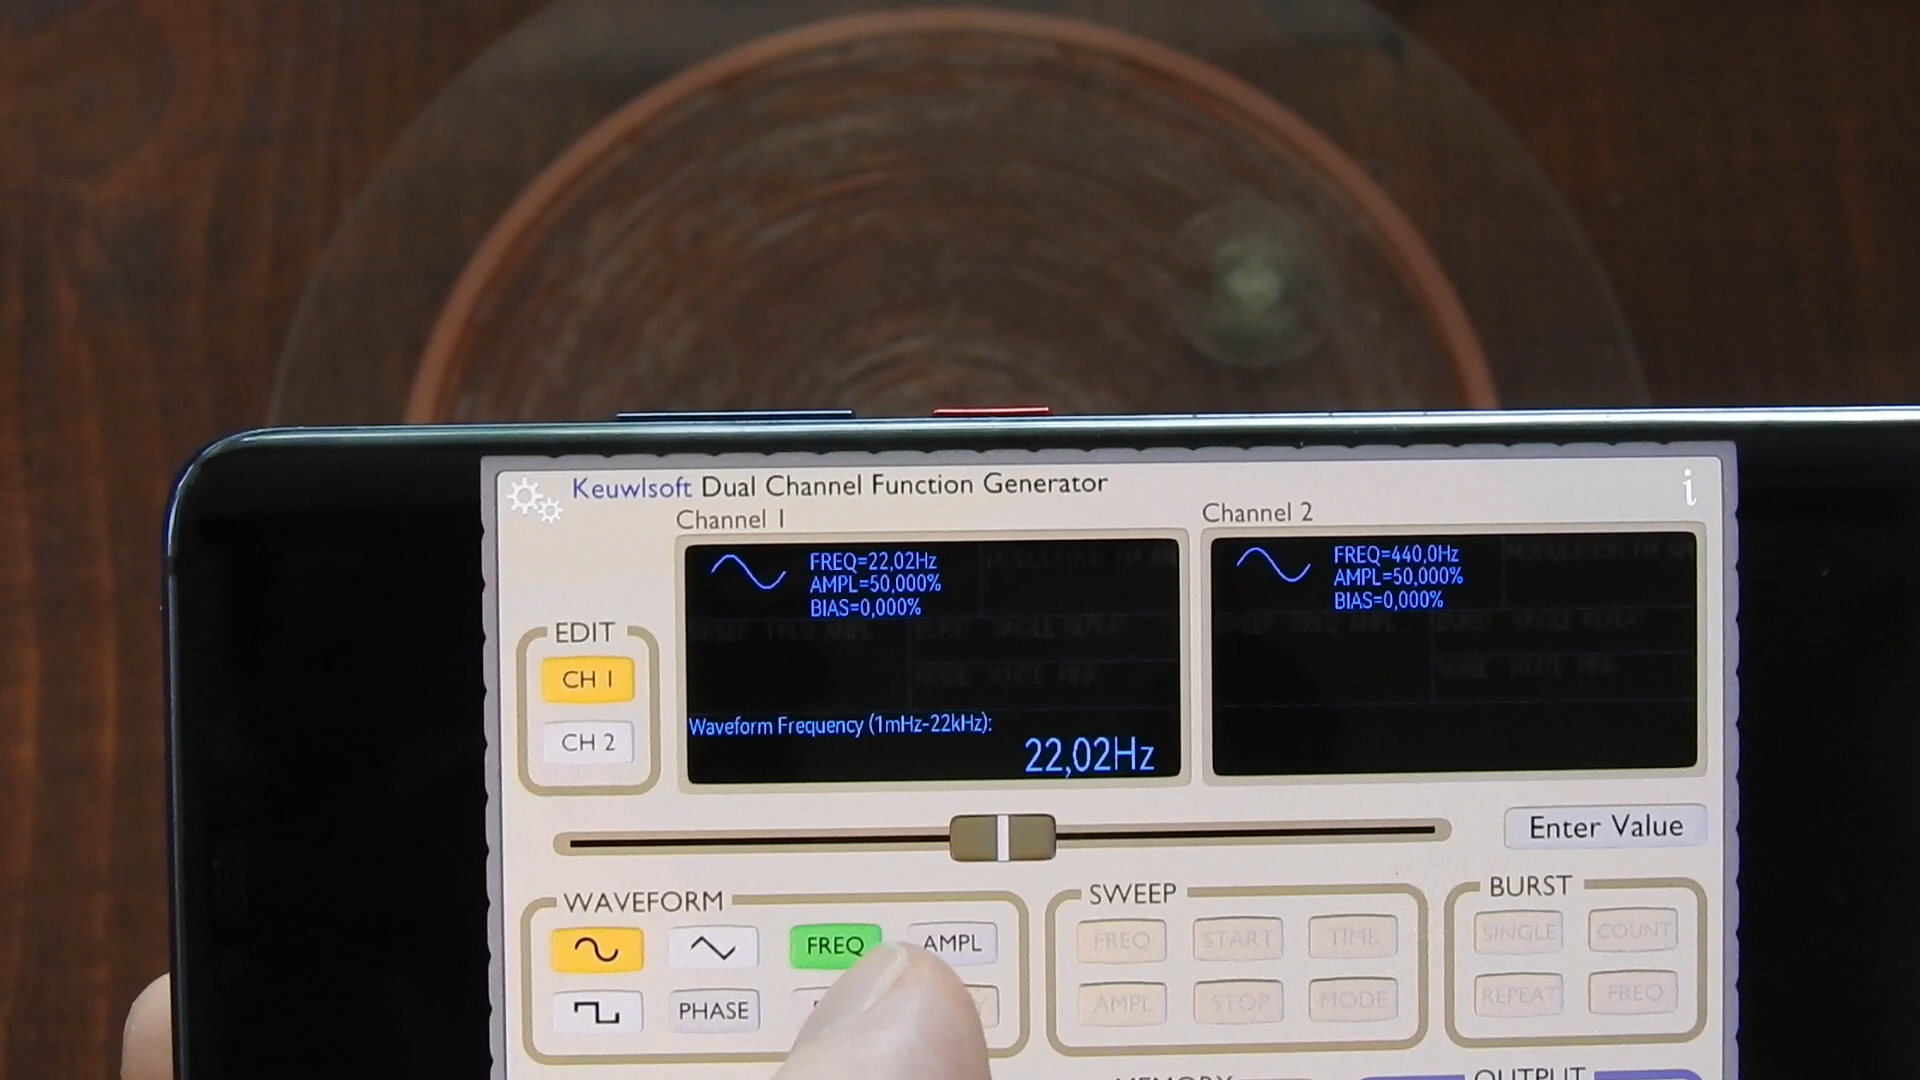 Keuwlsoft Dual Channel Function Generator
i
Channel 1
Channel 2
FREQ=22,02Hz
AMPL=50,000%
BIAS=0,000%
FREQ=440,0Hz
AMPL=50,000%
BIAS=0,000%
EDIT
CH 1
CH 2
Waveform Frequency (1mHz-22kHz):
22,02Hz
Enter Value
WAVEFORM
FREQ
AMPL
PHASE
SWEEP
FREQ
START
TIME
AMPL
STOP
MODE
BURST
SINGLE
COUNT
REPEAT
FREQ
MEMORY
OUTPUT